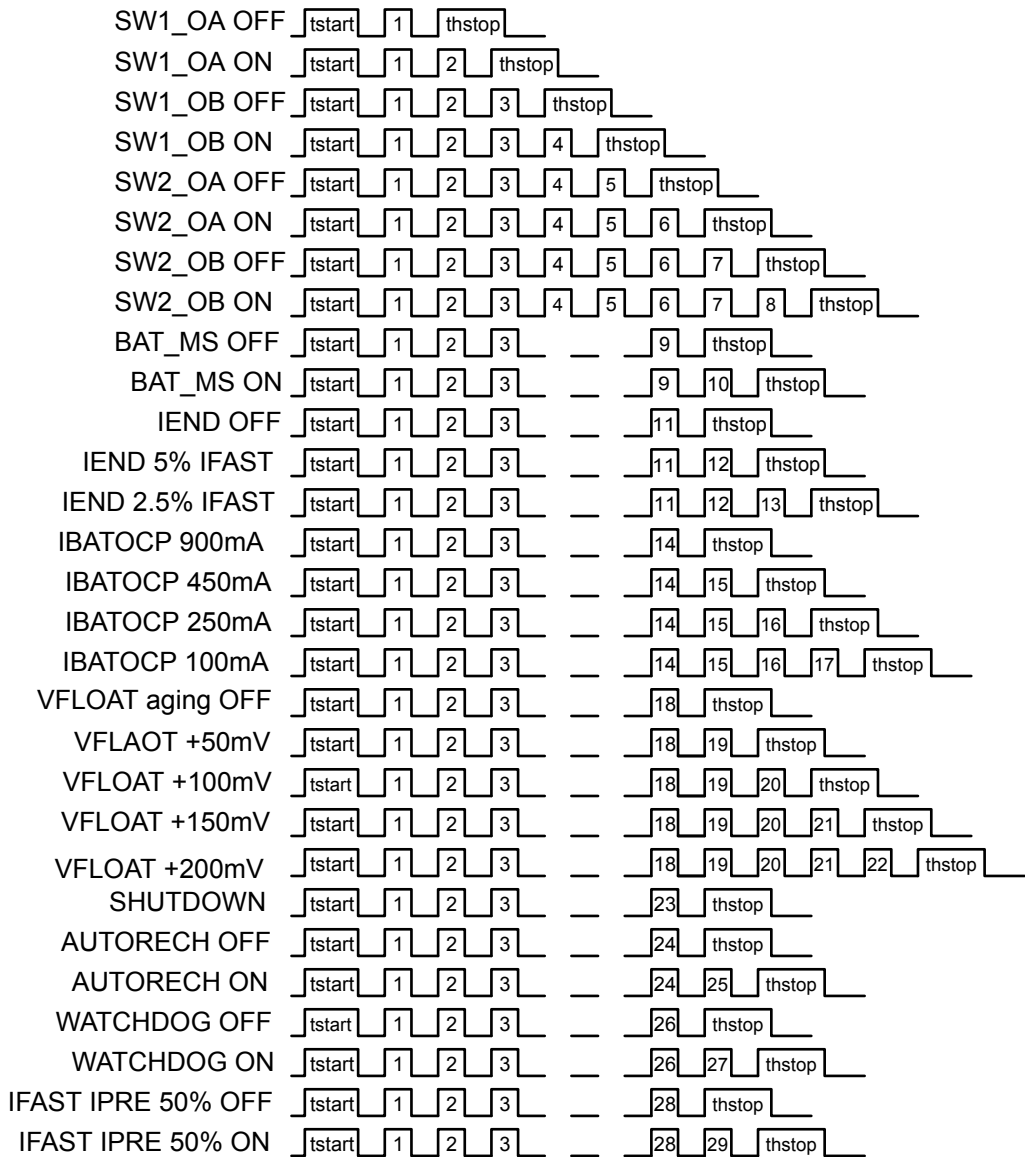 SW1_OA OFF tstart 1 thstop
SW1_OA ON tstart 1 2 thstop
SW1_OB OFF tstart 1 2 3 thstop
SW1_OB ON tstart 1 2 3 4 thstop
SW2_OA OFF tstart 1 2 3 4 5 thstop
SW2_OA ON tstart 1 2 3 4 5 6 thstop
SW2_OB OFF tstart 1 2 3 4 5 6 7 thstop
SW2_OB ON tstart 1 2 3 4 5 6 7 8 thstop
BAT_MS OFF tstart 1 2 3 9 thstop
BAT_MS ON tstart 1 2 3 9 10 thstop
IEND OFF tstart 1 2 3 11 thstop
IEND 5% IFAST tstart 1 2 3 11 12 thstop
IEND 2.5% IFAST tstart 1 2 3 11 12 13 thstop
IBATOCP 900mA tstart 1 2 3 14 thstop
IBATOCP 450mA tstart 1 2 3 14 15 thstop
IBATOCP 250mA tstart 1 2 3 14 15 16 thstop
IBATOCP 100mA tstart 1 2 3 14 15 16 17 thstop
VFLOAT aging OFF tstart 1 2 3 18 thstop
VFLAOT +50mV tstart 1 2 3 18 19 thstop
VFLOAT +100mV tstart 1 2 3 18 19 20 thstop
VFLOAT +150mV tstart 1 2 3 18 19 20 21 thstop
VFLOAT +200mV tstart 1 2 3 18 19 20 21 22 thstop
SHUTDOWN tstart 1 2 3 23 thstop
AUTORECH OFF tstart 1 2 3 24 thstop
AUTORECH ON tstart 1 2 3 24 25 thstop
WATCHDOG OFF tstart 1 2 3 26 thstop
WATCHDOG ON tstart 1 2 3 26 27 thstop
IFAST IPRE 50% OFF tstart 1 2 3 28 thstop
IFAST IPRE 50% ON tstart 1 2 3 28 29 thstop